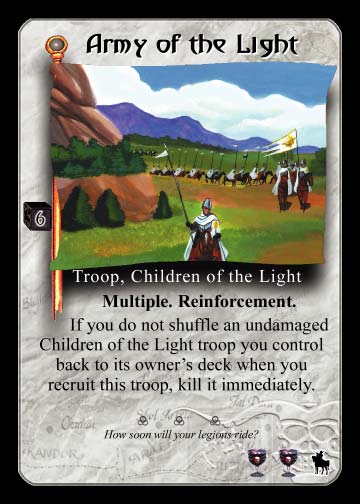 Army of the Light
6
Troop, Children of the Light
Multiple. Reinforcement.
If you do not shuffle an undamaged
Children of the Light troop you control
back to its owner's deck when you
recruit this troop, kill it immediately.
How soon will your legions ride?
KANDOR